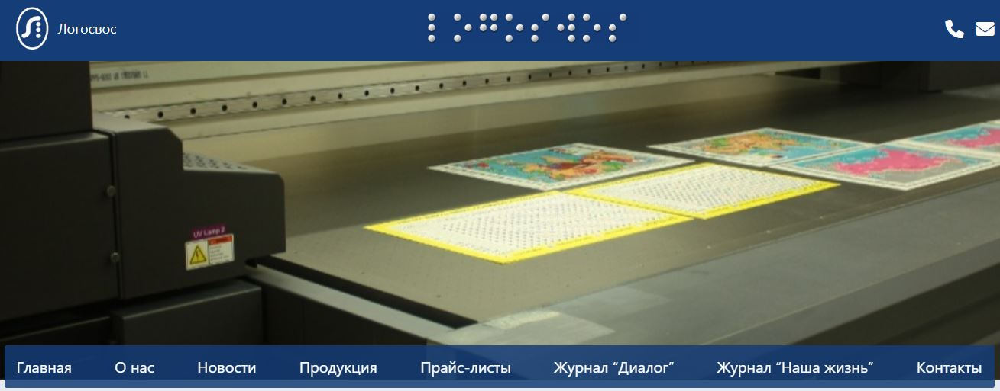 Логосвос
⠇⠕⠛⠕⠎⠺⠕⠎
UV Lamp 2
Главная О нас Новости Продукция Прайс-листы Журнал “Диалог” Журнал “Наша жизнь” Контакты